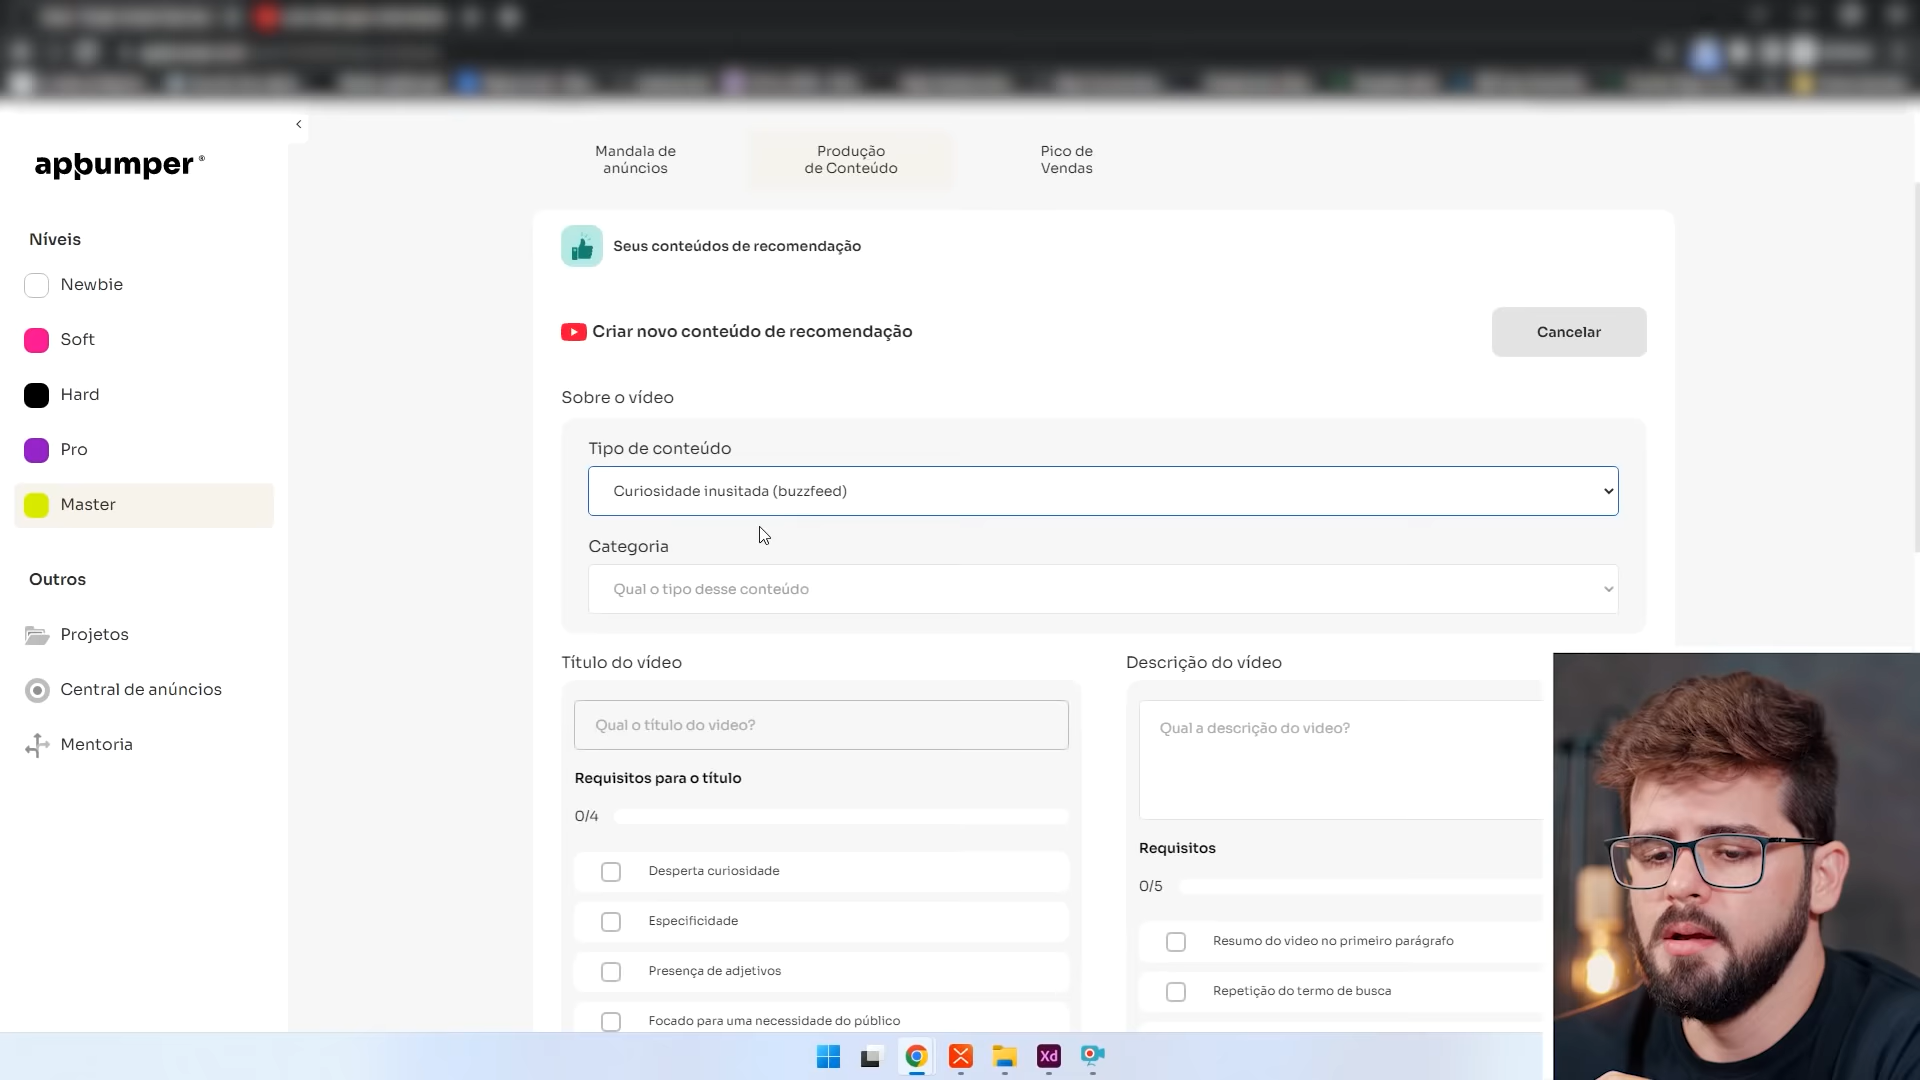 apbumper ®
Níveis
Newbie
Soft
Hard
Pro
Master
Outros
Projetos
Central de anúncios
Mentoria
Mandala de
anúncios
Produção
de Conteúdo
Pico de
Vendas
Seus conteúdos de recomendação
Criar novo conteúdo de recomendação
Cancelar
Sobre o vídeo
Tipo de conteúdo
Curiosidade inusitada (buzzfeed)
Categoria
Qual o tipo desse conteúdo
Título do vídeo
Qual o título do video?
Requisitos para o título
0/4
Desperta curiosidade
Especificidade
Presença de adjetivos
Focado para uma necessidade do público
Descrição do vídeo
Qual a descrição do video?
Requisitos
0/5
Resumo do video no primeiro parágrafo
Repetição do termo de busca
Xd